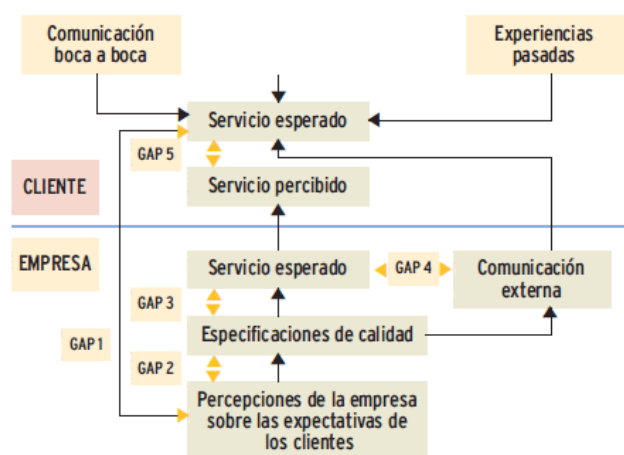 Comunicación
boca a boca
Experiencias
pasadas
Servicio esperado
GAP 5
CLIENTE
Servicio percibido
EMPRESA
Servicio esperado
GAP 4
Comunicación
externa
GAP 3
Especificaciones de calidad
GAP 1
GAP 2
Percepciones de la empresa
sobre las expectativas de
los clientes